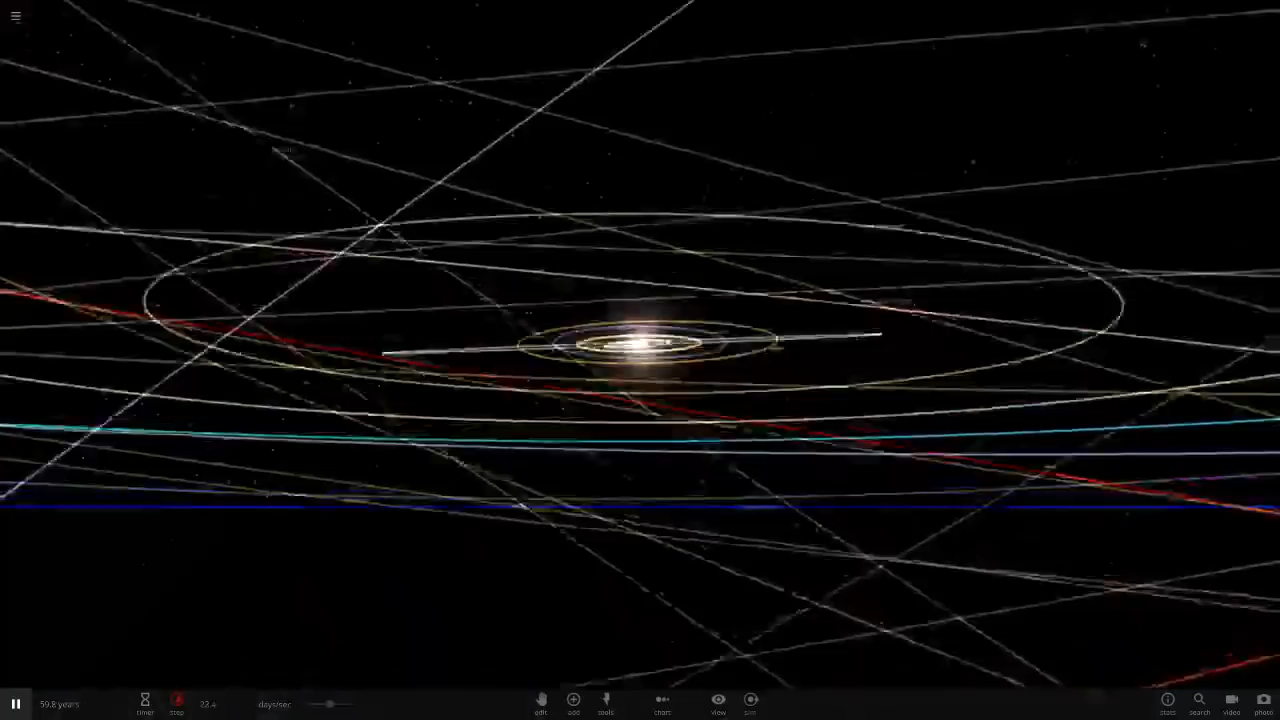 59.8 years
timer
step
23.4
days/sec
edit
add
tools
chart
view
sim
stats
search
video
photo